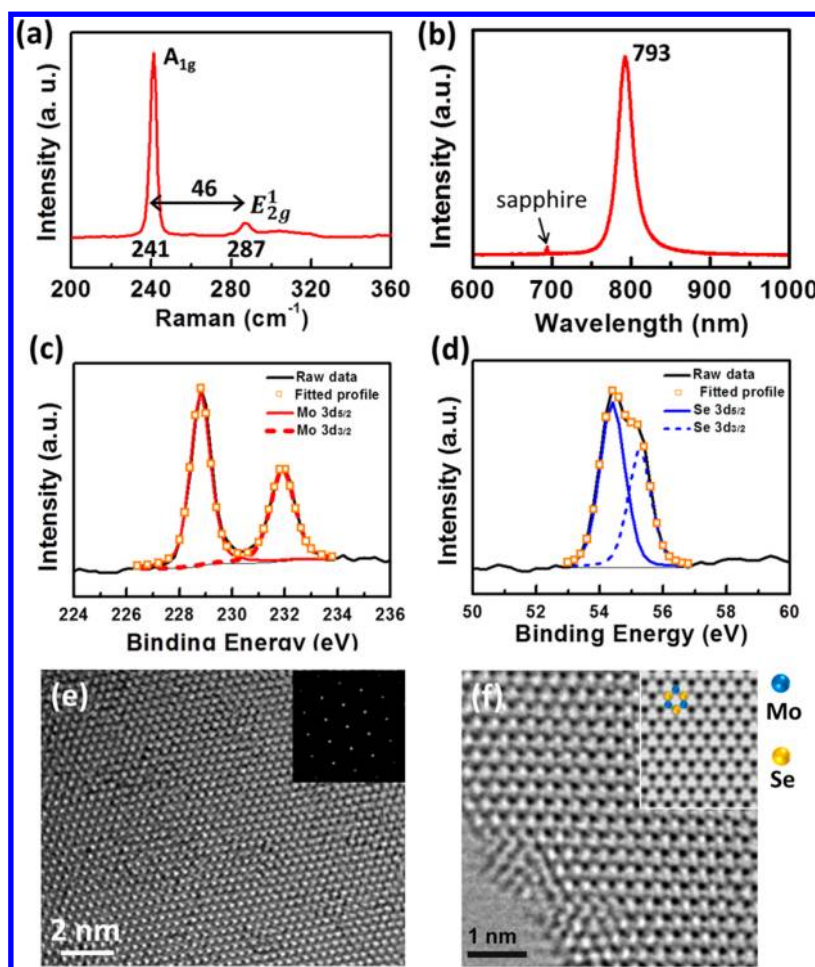 (a)
A1g
46
E^1_2g
241 287
Intensity (a. u.)
200 240 280 320 360
Raman (cm-1)
(b)
793
sapphire
Intensity (a.u.)
600 700 800 900 1000
Wavelength (nm)
(c)
Raw data
Fitted profile
Mo 3d5/2
Mo 3d3/2
Intensity (a.u.)
224 226 228 230 232 234 236
Binding Energy (eV)
(d)
Raw data
Fitted profile
Se 3d5/2
Se 3d3/2
Intensity (a.u.)
50 52 54 56 58 60
Binding Energy (eV)
(e)
2 nm
(f)
1 nm
Mo
Se